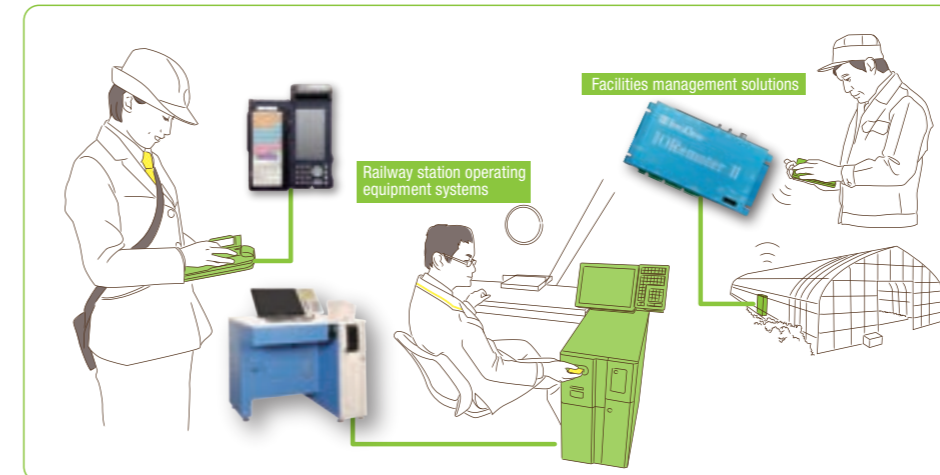 Facilities management solutions
Railway station operating
equipment systems
IORemoter II